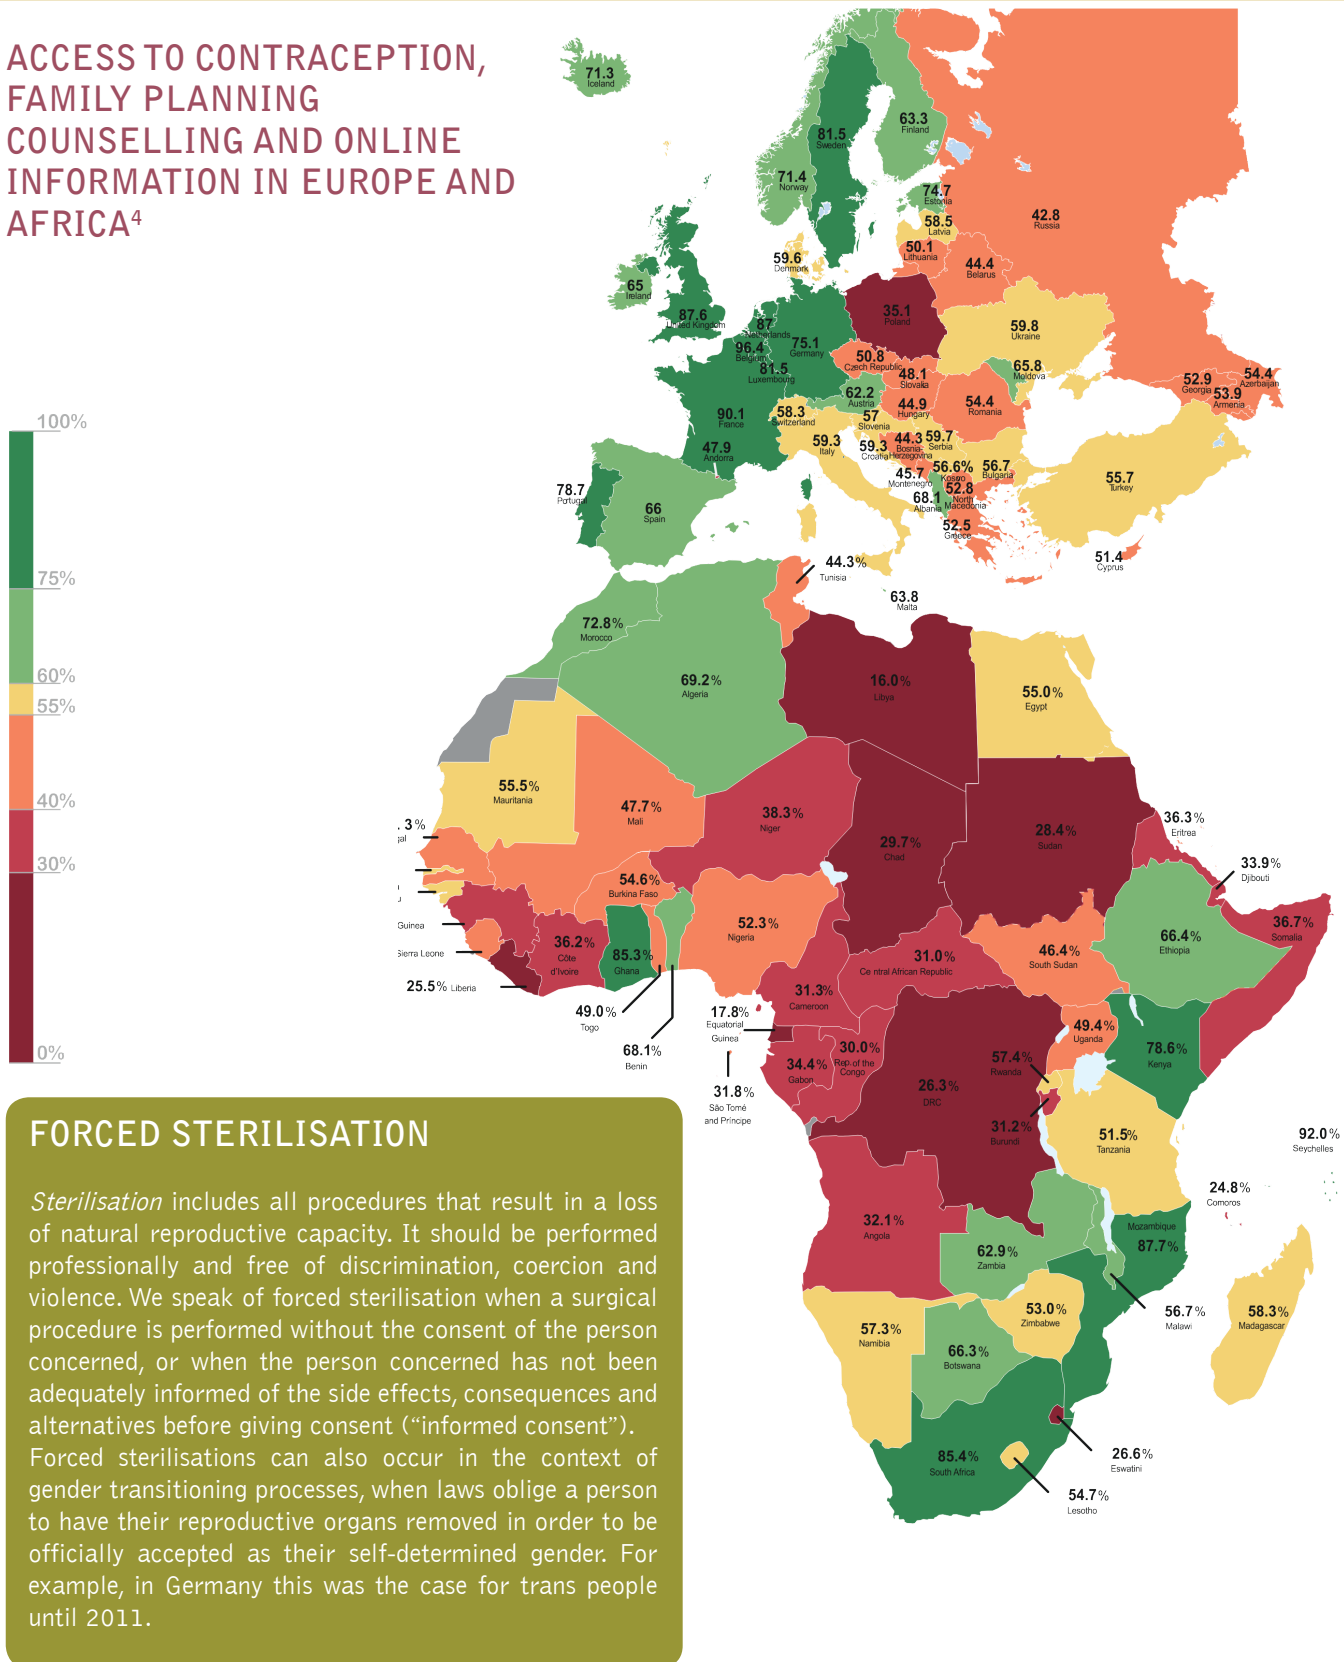 ACCESS TO CONTRACEPTION,
FAMILY PLANNING
COUNSELLING AND ONLINE
INFORMATION IN EUROPE AND
AFRICA4
71.3
Iceland
81.5
Sweden
63.3
Finland
71.4
Norway
74.7
Estonia
58.5
Latvia
50.1
Lithuania
42.8
Russia
44.4
Belarus
59.6
Denmark
65
Ireland
87.6
United Kingdom
87
Netherlands
96.4
Belgium
81.5
Luxembourg
75.1
Germany
35.1
Poland
59.8
Ukraine
50.8
Czech Republic
48.1
Slovakia
65.8
Moldova
62.2
Austria
44.9
Hungary
54.4
Romania
52.9
Georgia
54.4
Azerbaijan
53.9
Armenia
90.1
France
58.3
Switzerland
57
Slovenia
59.3
Italy
59.3
Croatia
44.3
Bosnia-
Herzegovina
59.7
Serbia
47.9
Andorra
45.7
Montenegro
56.6%
Kosovo
56.7
Bulgaria
52.8
North
Macedonia
68.1
Albania
52.5
Greece
55.7
Turkey
51.4
Cyprus
78.7
Portugal
66
Spain
63.8
Malta
100%
75%
60%
55%
40%
30%
0%
44.3%
Tunisia
72.8%
Morocco
69.2%
Algeria
16.0%
Libya
55.0%
Egypt
55.5%
Mauritania
47.7%
Mali
38.3%
Niger
29.7%
Chad
28.4%
Sudan
36.3%
Eritrea
33.9%
Djibouti
.3%
gal
u
Guinea
Sierra Leone
25.5% Liberia
36.2%
Côte
d'Ivoire
54.6%
Burkina Faso
85.3%
Ghana
49.0%
Togo
68.1%
Benin
52.3%
Nigeria
31.0%
Ce ntral African Republic
46.4%
South Sudan
66.4%
Ethiopia
36.7%
Somalia
31.3%
Cameroon
17.8%
Equatorial
Guinea
31.8%
São Tomé
and Príncipe
34.4%
Gabon
30.0%
Rep. of the
Congo
26.3%
DRC
49.4%
Uganda
78.6%
Kenya
57.4%
Rwanda
31.2%
Burundi
51.5%
Tanzania
92.0%
Seychelles
24.8%
Comoros
32.1%
Angola
62.9%
Zambia
Mozambique
87.7%
56.7%
Malawi
58.3%
Madagascar
57.3%
Namibia
53.0%
Zimbabwe
66.3%
Botswana
85.4%
South Africa
26.6%
Eswatini
54.7%
Lesotho
FORCED STERILISATION
Sterilisation includes all procedures that result in a loss
of natural reproductive capacity. It should be performed
professionally and free of discrimination, coercion and
violence. We speak of forced sterilisation when a surgical
procedure is performed without the consent of the person
concerned, or when the person concerned has not been
adequately informed of the side effects, consequences and
alternatives before giving consent (“informed consent”).
Forced sterilisations can also occur in the context of
gender transitioning processes, when laws oblige a person
to have their reproductive organs removed in order to be
officially accepted as their self-determined gender. For
example, in Germany this was the case for trans people
until 2011.